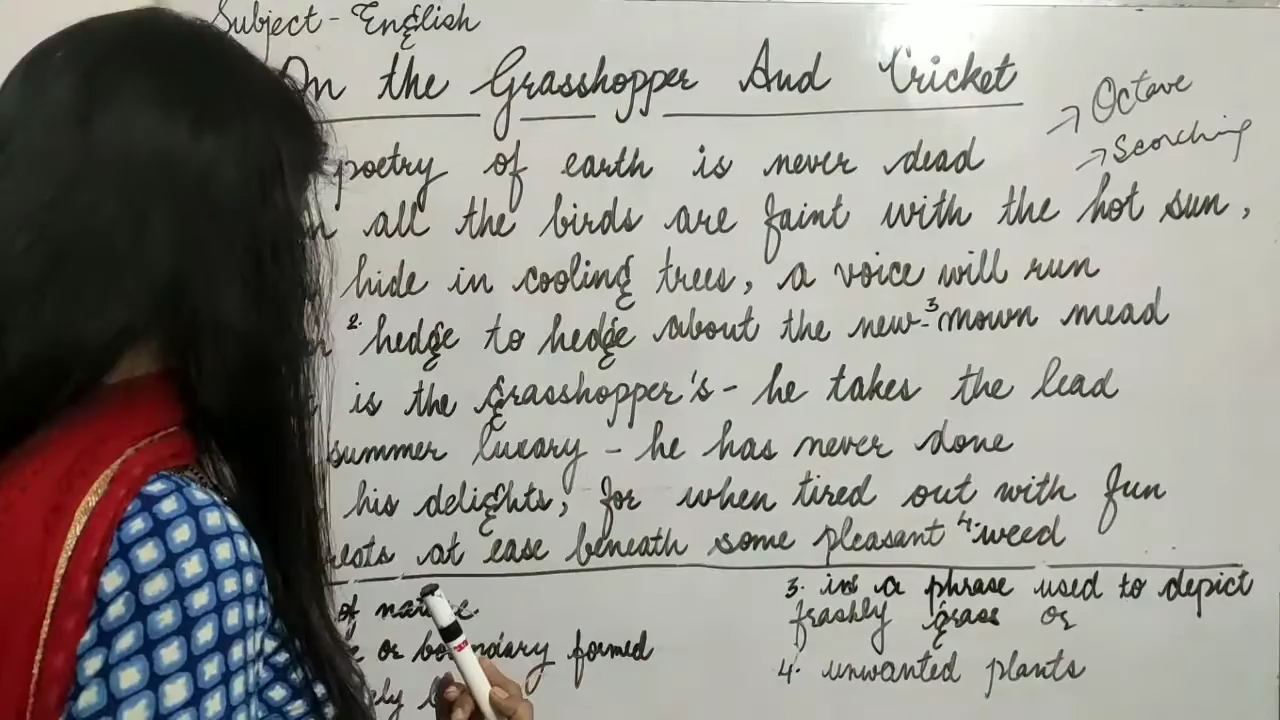 Subject - English
On the Grasshopper And Cricket
→ Octave
→ Scorching
poetry of earth is never dead
all the birds are faint with the hot sun,
hide in cooling trees, a voice will run
2. hedge to hedge about the new-3mown mead
is the Grasshopper's - he takes the lead
summer luxary - he has never done
his delights, for when tired out with fun
rests at ease beneath some pleasant 4.weed
of nature.
or boundary formed
3. is a phrase used to depict
frashly grass or
4. unwanted plants